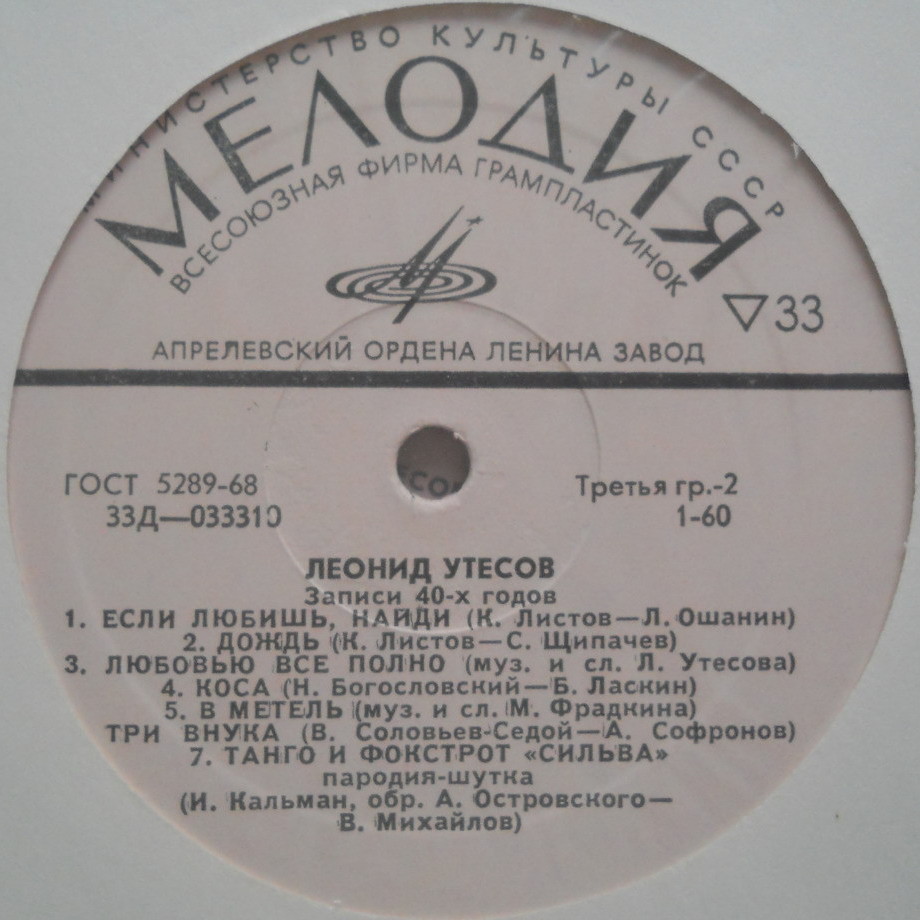 МИНИСТЕРСТВО КУЛЬТУРЫ СССР
МЕЛОДИЯ
ВСЕСОЮЗНАЯ ФИРМА ГРАМПЛАСТИНОК
▽33
АПРЕЛЕВСКИЙ ОРДЕНА ЛЕНИНА ЗАВОД
ГОСТ 5289-68
Третья гр.-2
33Д—033310
1-60
ЛЕОНИД УТЕСОВ
Записи 40-х годов
1. ЕСЛИ ЛЮБИШЬ, НАЙДИ (К. Листов—Л. Ошанин)
2. ДОЖДЬ (К. Листов—С. Щипачев)
3. ЛЮБОВЬЮ ВСЕ ПОЛНО (муз. и сл. Л. Утесова)
4. КОСА (Н. Богословский—Б. Ласкин)
5. В МЕТЕЛЬ (муз. и сл. М. Фрадкина)
ТРИ ВНУКА (В. Соловьев-Седой—А. Софронов)
7. ТАНГО И ФОКСТРОТ «СИЛЬВА»
пародия-шутка
(И. Кальман, обр. А. Островского—
В. Михайлов)